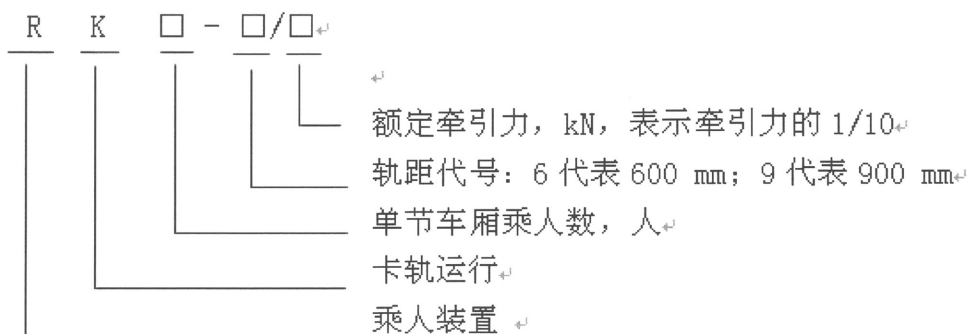 R K □ - □/□
额定牵引力，kN，表示牵引力的 1/10
轨距代号：6 代表 600 mm；9 代表 900 mm
单节车厢乘人数，人
卡轨运行
乘人装置